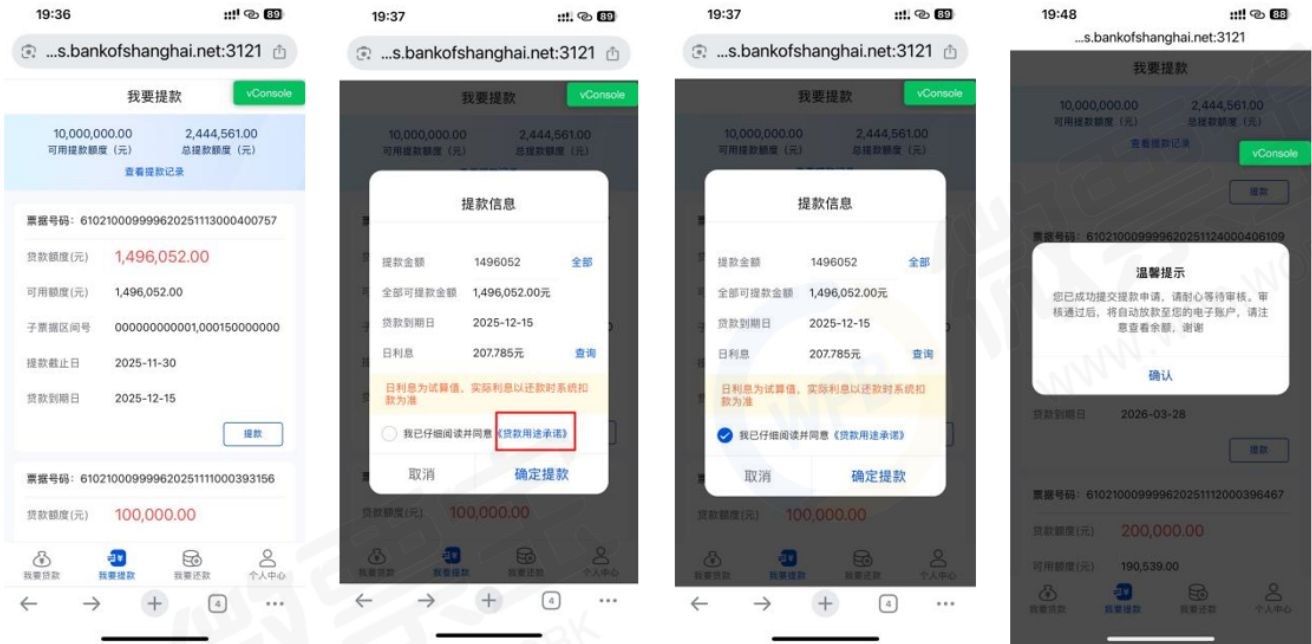 19:36
89
...s.bankofshanghai.net:3121
我要提款
vConsole
10,000,000.00 2,444,561.00
可用提款额度（元） 总提款额度（元）
查看提款记录
票据号码：610210009999620251113000400757
贷款额度(元) 1,496,052.00
可用额度(元) 1,496,052.00
子票据区间号 000000000001,000150000000
提款截止日 2025-11-30
贷款到期日 2025-12-15
提款
票据号码：610210009999620251111000393156
贷款额度(元) 100,000.00
我要贷款 我要提款 我要还款 个人中心
4
19:37
89
...s.bankofshanghai.net:3121
我要提款
vConsole
10,000,000.00 2,444,561.00
可用提款额度（元） 总提款额度（元）
提款信息
提款金额 1496052 全部
全部可提款金额 1,496,052.00元
贷款到期日 2025-12-15
日利息 207.785元 查询
日利息为试算值，实际利息以还款时系统扣
款为准
我已仔细阅读并同意《贷款用途承诺》
取消 确定提款
贷款额度(元) 100,000.00
我要贷款 我要提款 我要还款 个人中心
4
19:37
89
...s.bankofshanghai.net:3121
我要提款
vConsole
10,000,000.00 2,444,561.00
可用提款额度（元） 总提款额度（元）
提款信息
提款金额 1496052 全部
全部可提款金额 1,496,052.00元
贷款到期日 2025-12-15
日利息 207.785元 查询
日利息为试算值，实际利息以还款时系统扣
款为准
我已仔细阅读并同意《贷款用途承诺》
取消 确定提款
贷款额度(元) 100,000.00
我要贷款 我要提款 我要还款 个人中心
4
19:48
88
...s.bankofshanghai.net:3121
我要提款
10,000,000.00 2,444,561.00
可用提款额度（元） 总提款额度（元）
查看提款记录
vConsole
提款
票据号码：610210009999620251124000406109
温馨提示
您已成功提交提款申请，请耐心等待审核。审
核通过后，将自动放款至您的电子账户，请注
意查看余额，谢谢
确认
贷款到期日 2026-03-28
提款
票据号码：610210009999620251112000396467
贷款额度(元) 200,000.00
可用额度(元) 190,539.00
我要贷款 我要提款 我要还款 个人中心
WPB